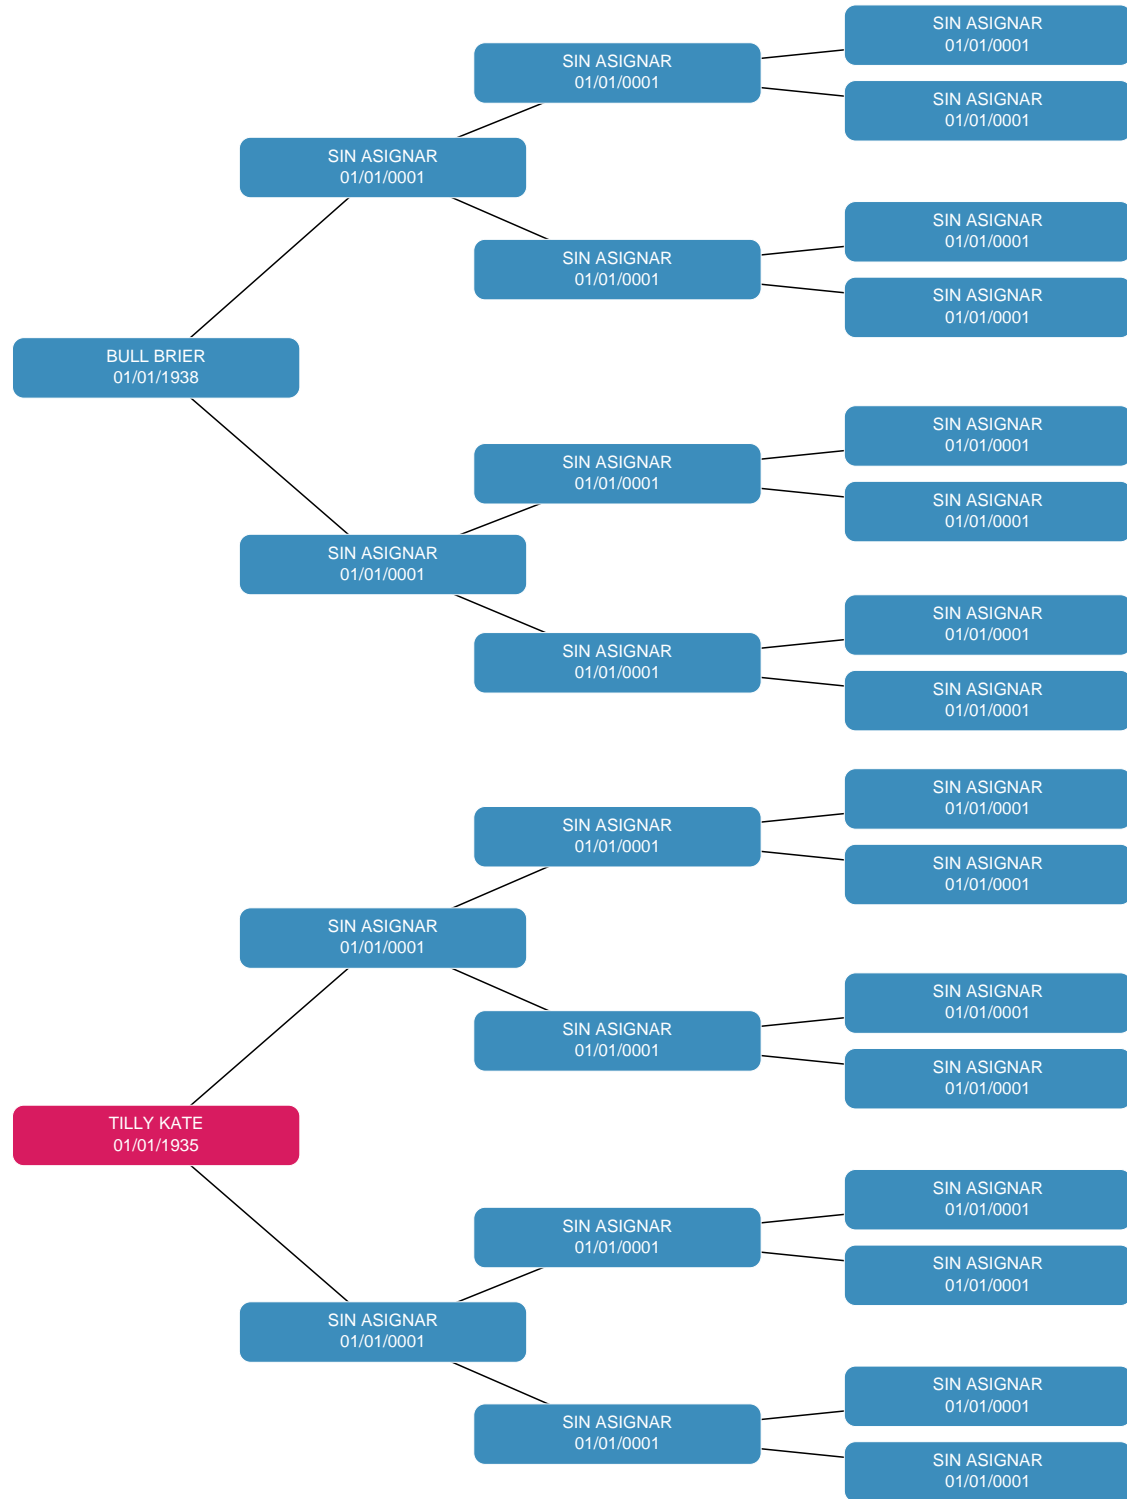 SIN ASIGNAR
01/01/0001
SIN ASIGNAR
01/01/0001
SIN ASIGNAR
01/01/0001
SIN ASIGNAR
01/01/0001
SIN ASIGNAR
01/01/0001
SIN ASIGNAR
01/01/0001
SIN ASIGNAR
01/01/0001
BULL BRIER
01/01/1938
SIN ASIGNAR
01/01/0001
SIN ASIGNAR
01/01/0001
SIN ASIGNAR
01/01/0001
SIN ASIGNAR
01/01/0001
SIN ASIGNAR
01/01/0001
SIN ASIGNAR
01/01/0001
SIN ASIGNAR
01/01/0001
SIN ASIGNAR
01/01/0001
SIN ASIGNAR
01/01/0001
SIN ASIGNAR
01/01/0001
SIN ASIGNAR
01/01/0001
SIN ASIGNAR
01/01/0001
SIN ASIGNAR
01/01/0001
SIN ASIGNAR
01/01/0001
TILLY KATE
01/01/1935
SIN ASIGNAR
01/01/0001
SIN ASIGNAR
01/01/0001
SIN ASIGNAR
01/01/0001
SIN ASIGNAR
01/01/0001
SIN ASIGNAR
01/01/0001
SIN ASIGNAR
01/01/0001
SIN ASIGNAR
01/01/0001